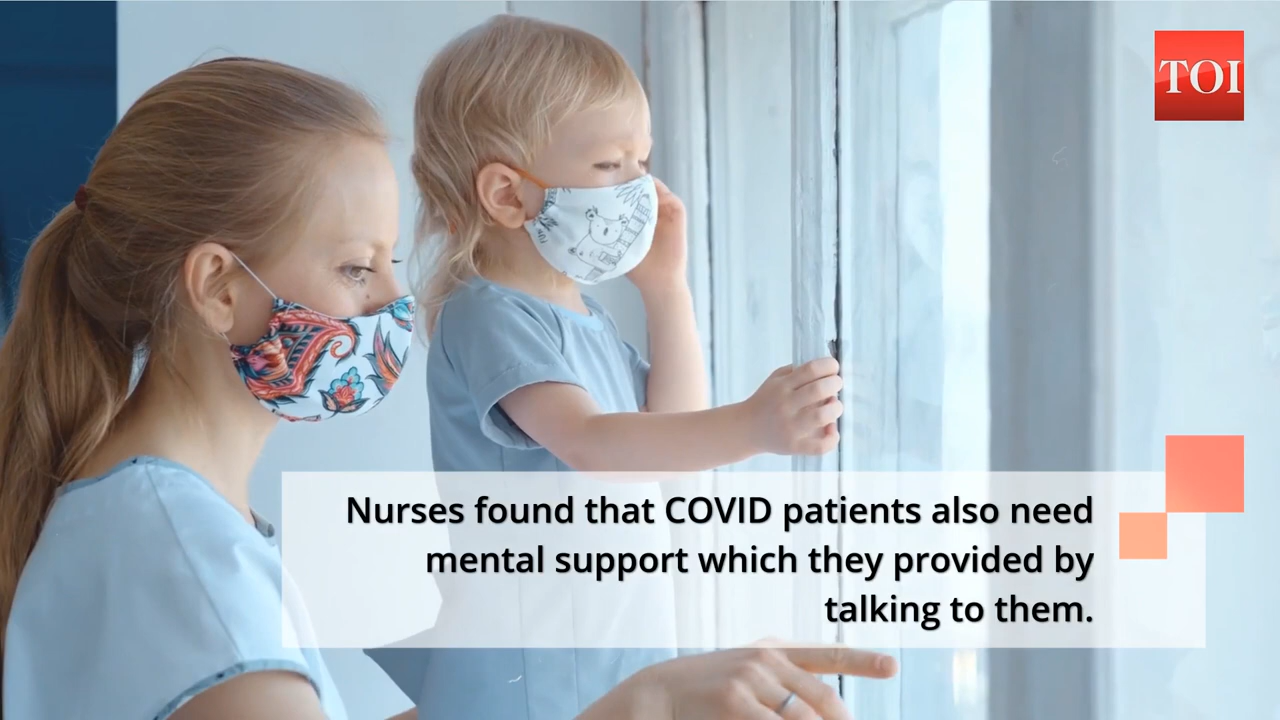 TOI
Nurses found that COVID patients also need
mental support which they provided by
talking to them.